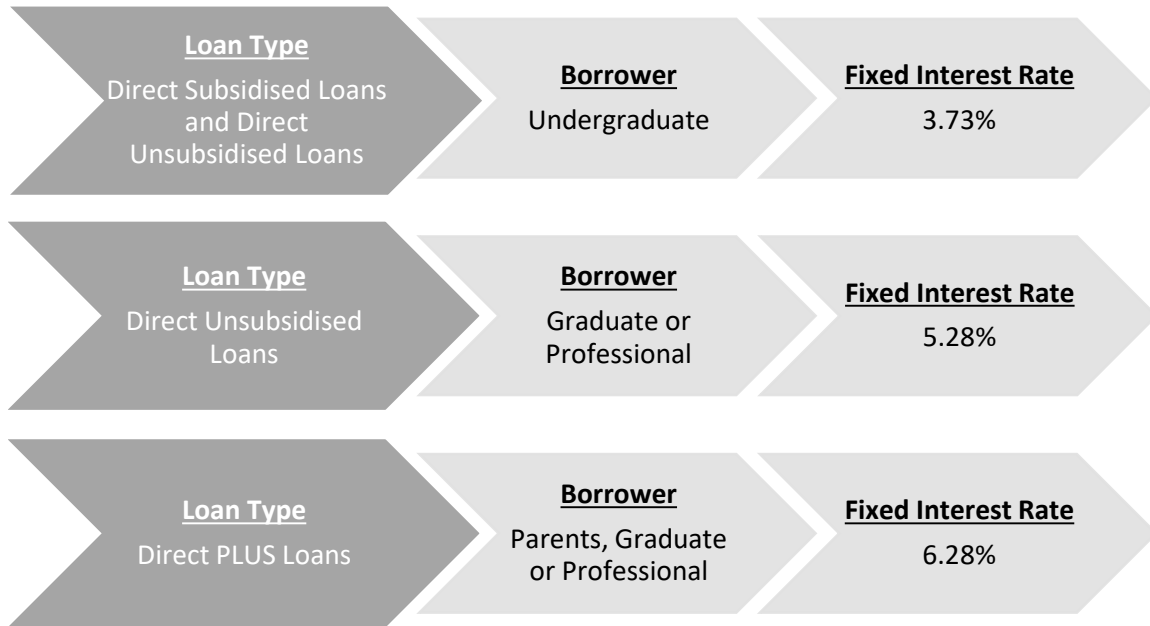 Loan Type
Direct Subsidised Loans
and Direct
Unsubsidised Loans
Borrower
Undergraduate
Fixed Interest Rate
3.73%
Loan Type
Direct Unsubsidised
Loans
Borrower
Graduate or
Professional
Fixed Interest Rate
5.28%
Loan Type
Direct PLUS Loans
Borrower
Parents, Graduate
or Professional
Fixed Interest Rate
6.28%